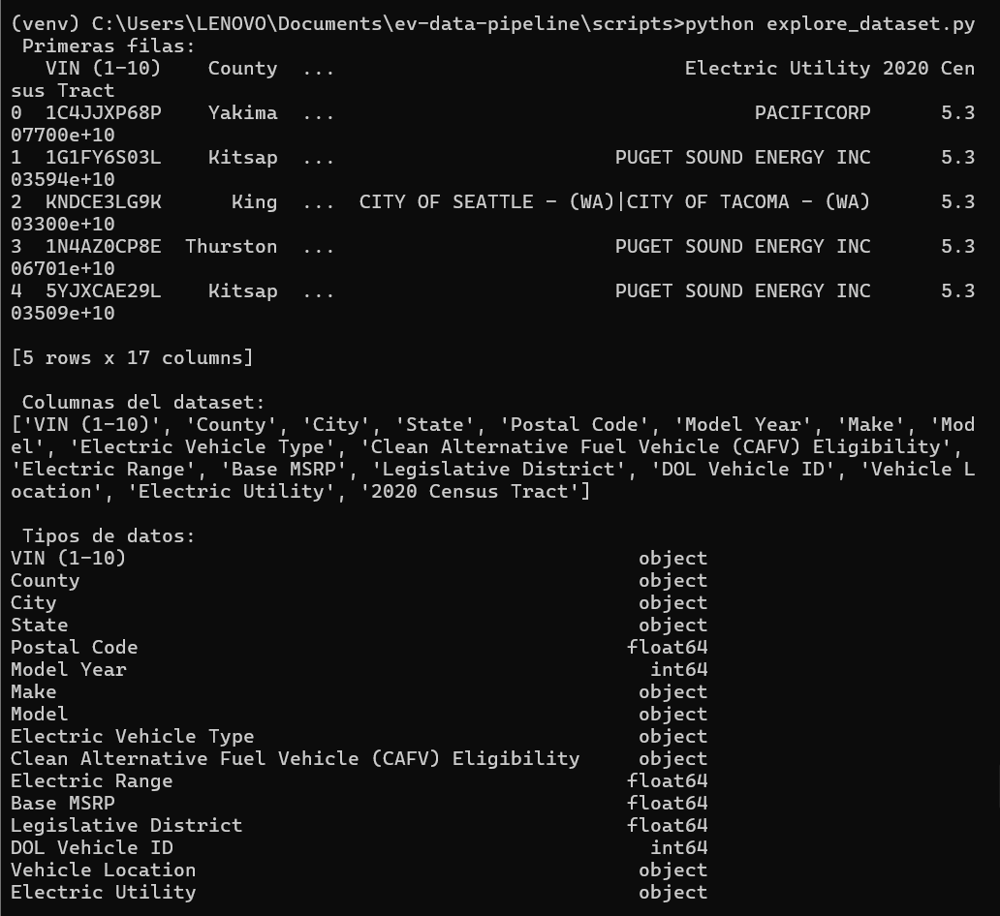 (venv) C:\Users\LENOVO\Documents\ev-data-pipeline\scripts>python explore_dataset.py
 Primeras filas:
   VIN (1-10)    County  ...                              Electric Utility 2020 Cen
sus Tract
0  1C4JJXP68P    Yakima  ...                                    PACIFICORP      5.3
07700e+10
1  1G1FY6S03L    Kitsap  ...                        PUGET SOUND ENERGY INC      5.3
03594e+10
2  KNDCE3LG9K      King  ...  CITY OF SEATTLE - (WA)|CITY OF TACOMA - (WA)      5.3
03300e+10
3  1N4AZ0CP8E  Thurston  ...                        PUGET SOUND ENERGY INC      5.3
06701e+10
4  5YJXCAE29L    Kitsap  ...                        PUGET SOUND ENERGY INC      5.3
03509e+10

[5 rows x 17 columns]

 Columnas del dataset:
['VIN (1-10)', 'County', 'City', 'State', 'Postal Code', 'Model Year', 'Make', 'Mod
el', 'Electric Vehicle Type', 'Clean Alternative Fuel Vehicle (CAFV) Eligibility',
'Electric Range', 'Base MSRP', 'Legislative District', 'DOL Vehicle ID', 'Vehicle L
ocation', 'Electric Utility', '2020 Census Tract']

 Tipos de datos:
VIN (1-10)                                            object
County                                                object
City                                                  object
State                                                 object
Postal Code                                          float64
Model Year                                             int64
Make                                                  object
Model                                                 object
Electric Vehicle Type                                 object
Clean Alternative Fuel Vehicle (CAFV) Eligibility     object
Electric Range                                       float64
Base MSRP                                            float64
Legislative District                                 float64
DOL Vehicle ID                                         int64
Vehicle Location                                      object
Electric Utility                                      object